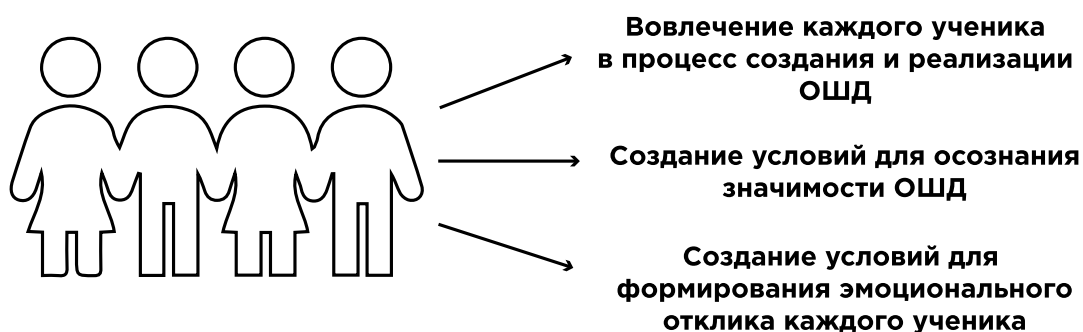 Вовлечение каждого ученика
в процесс создания и реализации
ОШД
Создание условий для осознания
значимости ОШД
Создание условий для
формирования эмоционального
отклика каждого ученика